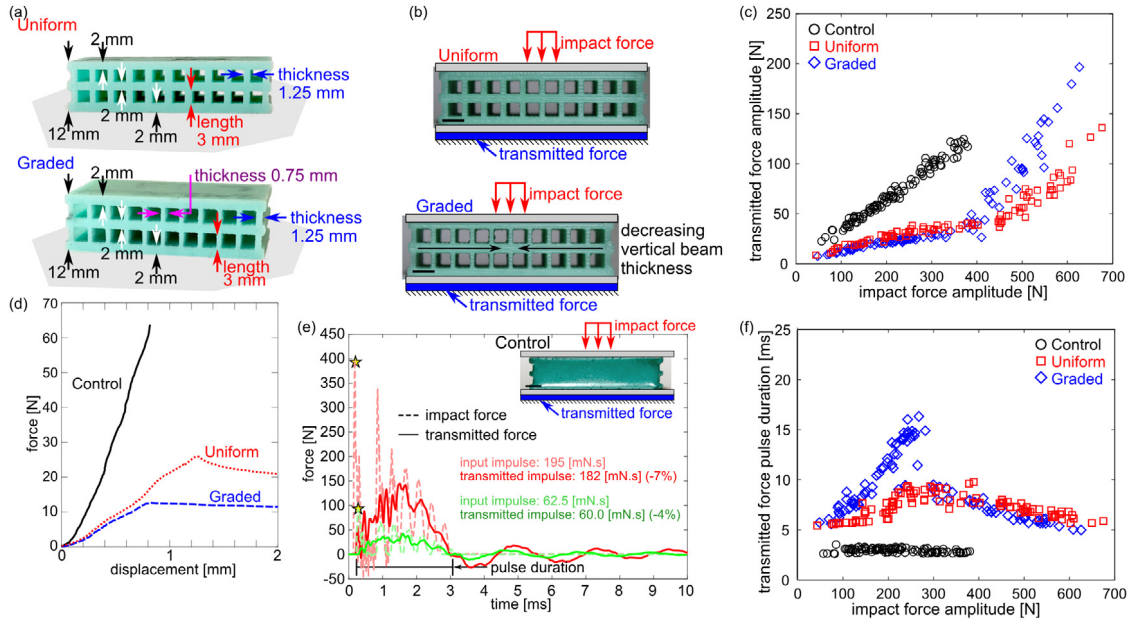 (a)
Uniform
2 mm
thickness
1.25 mm
12 mm
2 mm
length
3 mm
Graded
2 mm
thickness 0.75 mm
thickness
1.25 mm
12 mm
2 mm
length
3 mm
(b)
Uniform
impact force
transmitted force
Graded
impact force
decreasing
vertical beam
thickness
transmitted force
(c)
transmitted force amplitude [N]
250
200
150
100
50
0
Control
Uniform
Graded
0 100 200 300 400 500 600 700
impact force amplitude [N]
(d)
force [N]
70
60
50
40
30
20
10
0
Control
Uniform
Graded
0 1 2
displacement [mm]
(e)
force [N]
450
400
350
300
250
200
150
100
50
0
-50
Control
impact force
transmitted force
impact force
transmitted force
input impulse: 195 [mN.s]
transmitted impulse: 182 [mN.s] (-7%)
input impulse: 62.5 [mN.s]
transmitted impulse: 60.0 [mN.s] (-4%)
pulse duration
0 1 2 3 4 5 6 7 8 9 10
time [ms]
(f)
transmitted force pulse duration [ms]
25
20
15
10
5
0
Control
Uniform
Graded
0 100 200 300 400 500 600 700
impact force amplitude [N]